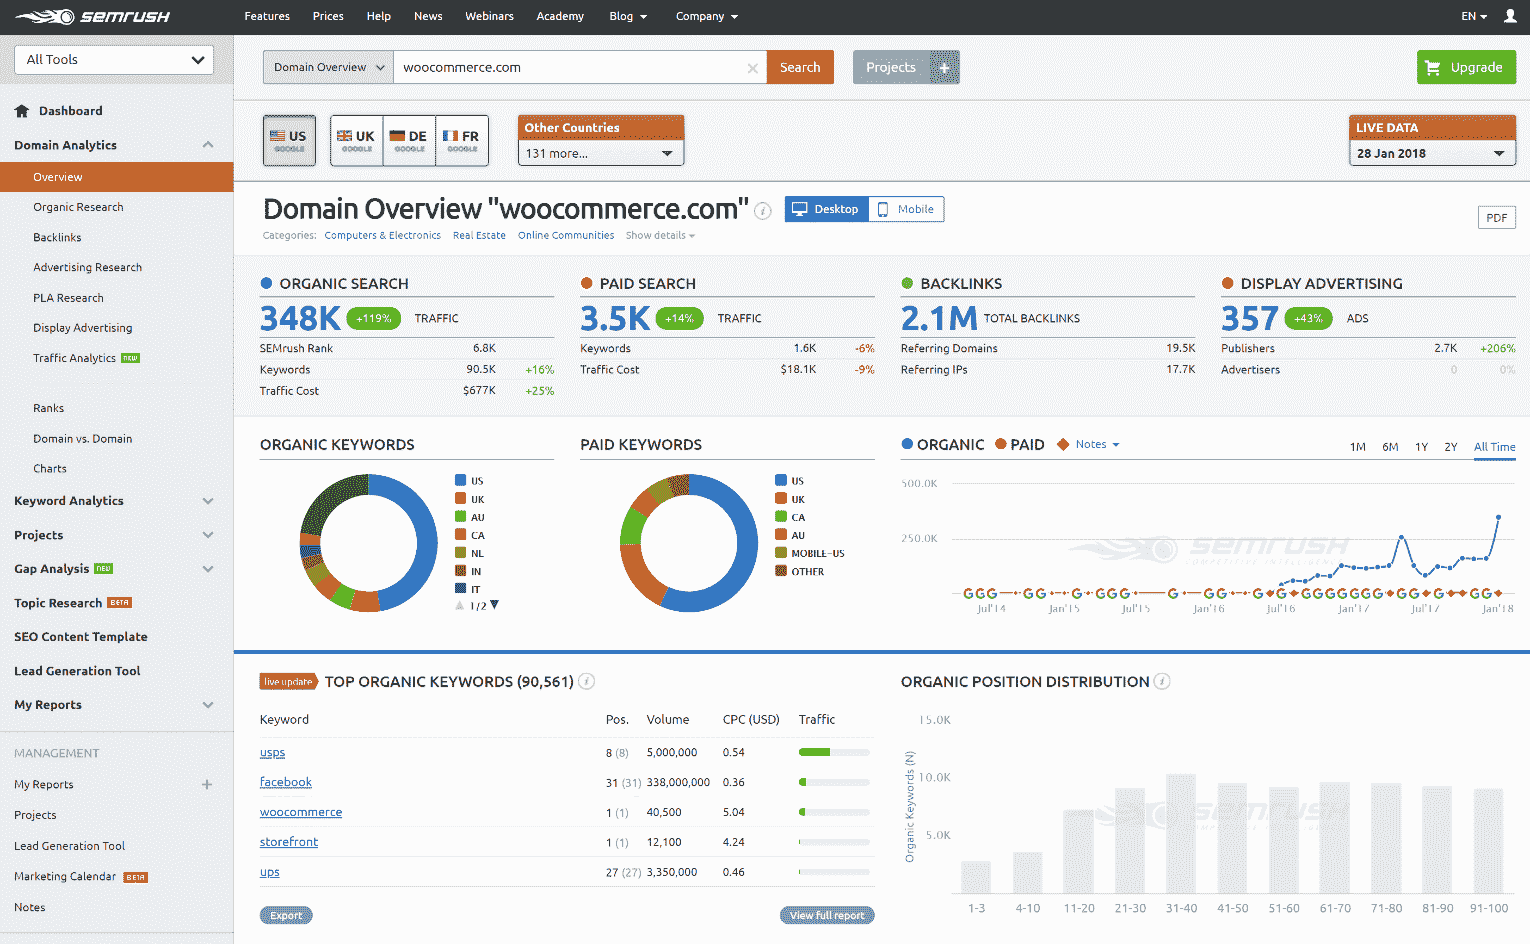 SEMRUSH
Features Prices Help News Webinars Academy Blog Company EN
All Tools
Domain Overview woocommerce.com Search Projects + Upgrade
Dashboard
Domain Analytics
Overview
Organic Research
Backlinks
Advertising Research
PLA Research
Display Advertising
Traffic Analytics NEW
Ranks
Domain vs. Domain
Charts
Keyword Analytics
Projects
Gap Analysis NEW
Topic Research BETA
SEO Content Template
Lead Generation Tool
My Reports
MANAGEMENT
My Reports +
Projects
Lead Generation Tool
Marketing Calendar BETA
Notes
US GOOGLE
UK GOOGLE
DE GOOGLE
FR GOOGLE
Other Countries
131 more...
LIVE DATA
28 Jan 2018
Domain Overview "woocommerce.com" i Desktop Mobile
PDF
Categories: Computers & Electronics Real Estate Online Communities Show details
ORGANIC SEARCH
348K +119% TRAFFIC
SEMrush Rank 6.8K
Keywords 90.5K +16%
Traffic Cost $677K +25%
PAID SEARCH
3.5K +14% TRAFFIC
Keywords 1.6K -6%
Traffic Cost $18.1K -9%
BACKLINKS
2.1M TOTAL BACKLINKS
Referring Domains 19.5K
Referring IPs 17.7K
DISPLAY ADVERTISING
357 +43% ADS
Publishers 2.7K +206%
Advertisers 0 0%
ORGANIC KEYWORDS
US
UK
AU
CA
NL
IN
IT
1/2
PAID KEYWORDS
US
UK
CA
AU
MOBILE-US
OTHER
ORGANIC PAID Notes 1M 6M 1Y 2Y All Time
500.0K
250.0K
SEMRUSH
COMPETITIVE INTELLIGENCE
G G G G G G G G G G G G G G G G G G G G G G G G G G
Jul'14 Jan'15 Jul'15 Jan'16 Jul'16 Jan'17 Jul'17 Jan'18
live update TOP ORGANIC KEYWORDS (90,561) i
Keyword Pos. Volume CPC (USD) Traffic
usps 8 (8) 5,000,000 0.54
facebook 31 (31) 338,000,000 0.36
woocommerce 1 (1) 40,500 5.04
storefront 1 (1) 12,100 4.24
ups 27 (27) 3,350,000 0.46
Export View full report
ORGANIC POSITION DISTRIBUTION i
15.0K
10.0K
5.0K
Organic Keywords (N)
SEMRUSH
1-3 4-10 11-20 21-30 31-40 41-50 51-60 61-70 71-80 81-90 91-100